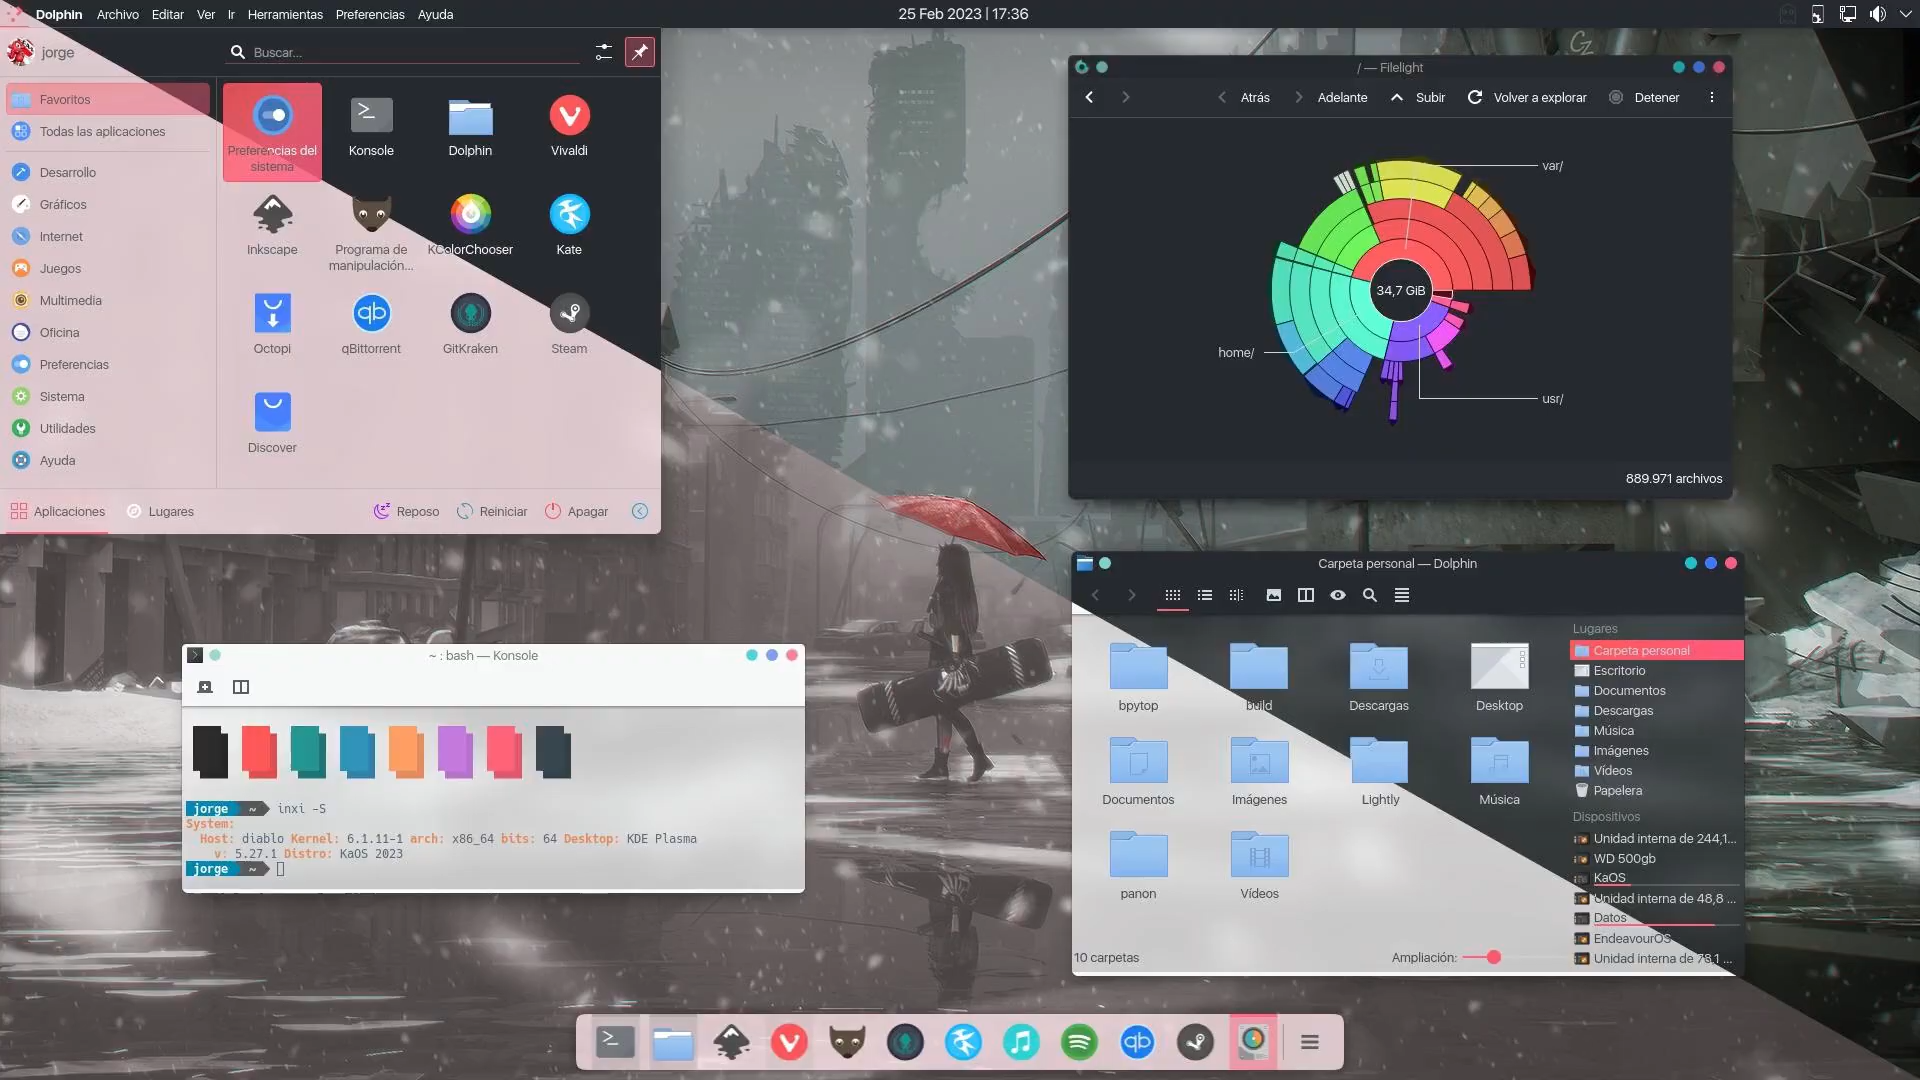 Dolphin Archivo Editar Ver Ir Herramientas Preferencias Ayuda
25 Feb 2023 | 17:36
jorge
Buscar...
Favoritos
Todas las aplicaciones
Desarrollo
Gráficos
Internet
Juegos
Multimedia
Oficina
Preferencias
Sistema
Utilidades
Ayuda
Preferencias del
sistema
Konsole
Dolphin
Vivaldi
Inkscape
Programa de
manipulación...
KColorChooser
Kate
Octopi
qBittorrent
GitKraken
Steam
Discover
Aplicaciones
Lugares
Reposo
Reiniciar
Apagar
CZ
/ — Filelight
Atrás
Adelante
Subir
Volver a explorar
Detener
var/
34,7 GiB
home/
usr/
889.971 archivos
~ : bash — Konsole
jorge ~ inxi -S
System:
Host: diablo Kernel: 6.1.11-1 arch: x86_64 bits: 64 Desktop: KDE Plasma
v: 5.27.1 Distro: KaOS 2023
jorge ~
Carpeta personal — Dolphin
bpytop
build
Descargas
Desktop
Documentos
Imágenes
Lightly
Música
panon
Vídeos
Lugares
Carpeta personal
Escritorio
Documentos
Descargas
Música
Imágenes
Vídeos
Papelera
Dispositivos
Unidad interna de 244,1...
WD 500gb
KaOS
Unidad interna de 48,8 ...
Datos
EndeavourOS
Unidad interna de 78,1 ...
10 carpetas
Ampliación: